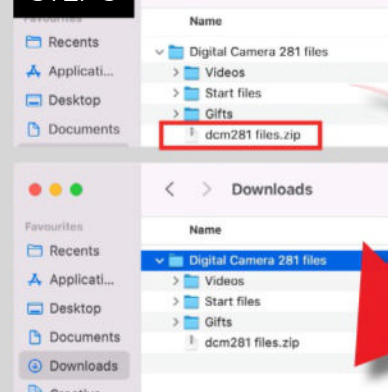 Name
Recents
Digital Camera 281 files
Applicati...
Videos
Desktop
Start files
Gifts
Documents
dcm281 files.zip
Downloads
Favourites
Name
Recents
Digital Camera 281 files
Applicati...
Videos
Start files
Desktop
Gifts
Documents
dcm281 files.zip
Downloads